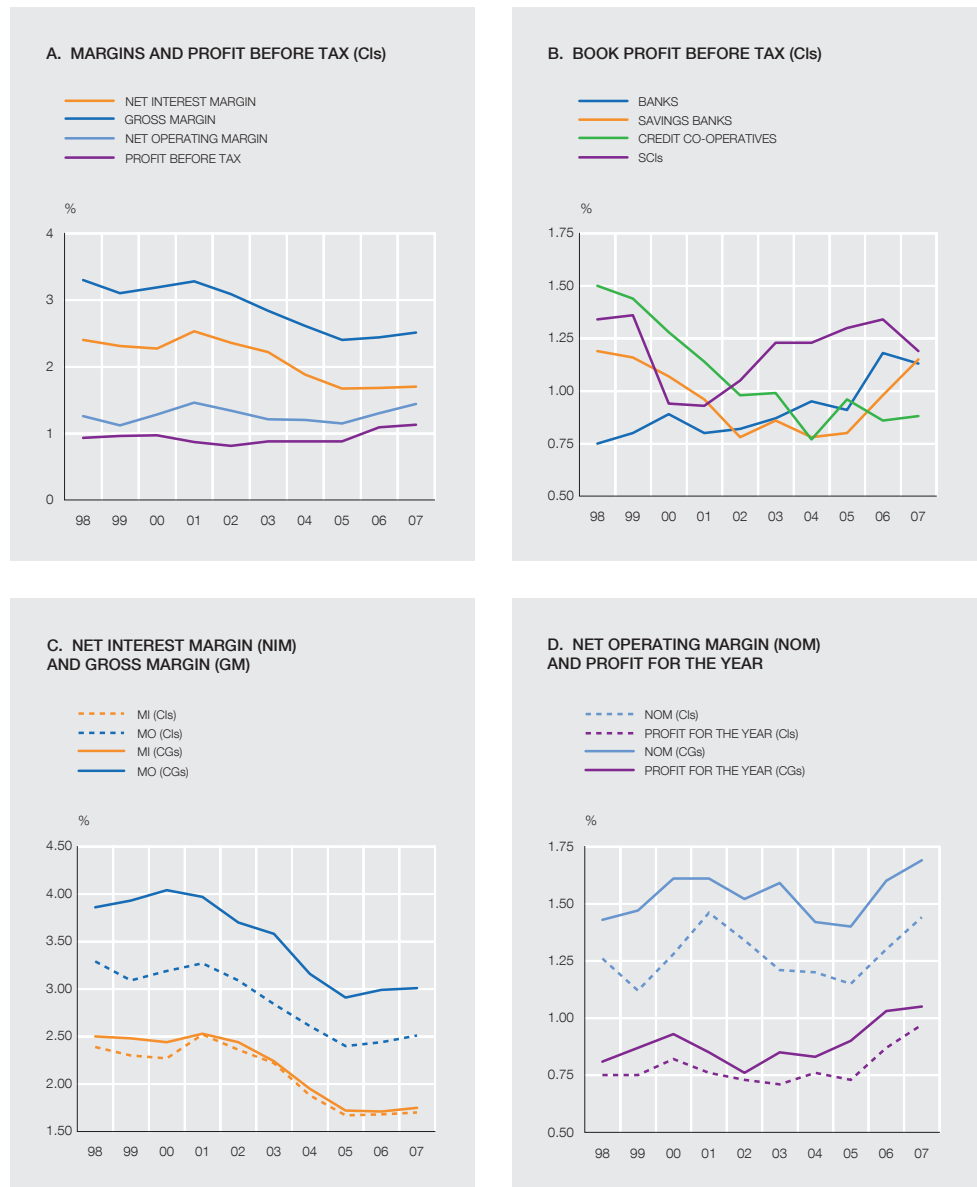 A. MARGINS AND PROFIT BEFORE TAX (CIs)
NET INTEREST MARGIN
GROSS MARGIN
NET OPERATING MARGIN
PROFIT BEFORE TAX
%
4
3
2
1
0
98 99 00 01 02 03 04 05 06 07
B. BOOK PROFIT BEFORE TAX (CIs)
BANKS
SAVINGS BANKS
CREDIT CO-OPERATIVES
SCIs
%
1.75
1.50
1.25
1.00
0.75
0.50
98 99 00 01 02 03 04 05 06 07
C. NET INTEREST MARGIN (NIM)
AND GROSS MARGIN (GM)
MI (CIs)
MO (CIs)
MI (CGs)
MO (CGs)
%
4.50
4.00
3.50
3.00
2.50
2.00
1.50
98 99 00 01 02 03 04 05 06 07
D. NET OPERATING MARGIN (NOM)
AND PROFIT FOR THE YEAR
NOM (CIs)
PROFIT FOR THE YEAR (CIs)
NOM (CGs)
PROFIT FOR THE YEAR (CGs)
%
1.75
1.50
1.25
1.00
0.75
0.50
98 99 00 01 02 03 04 05 06 07